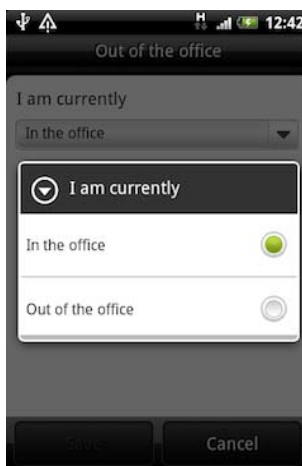 H 12:42
Out of the office
I am currently
In the office
I am currently
In the office
Out of the office
Save Cancel